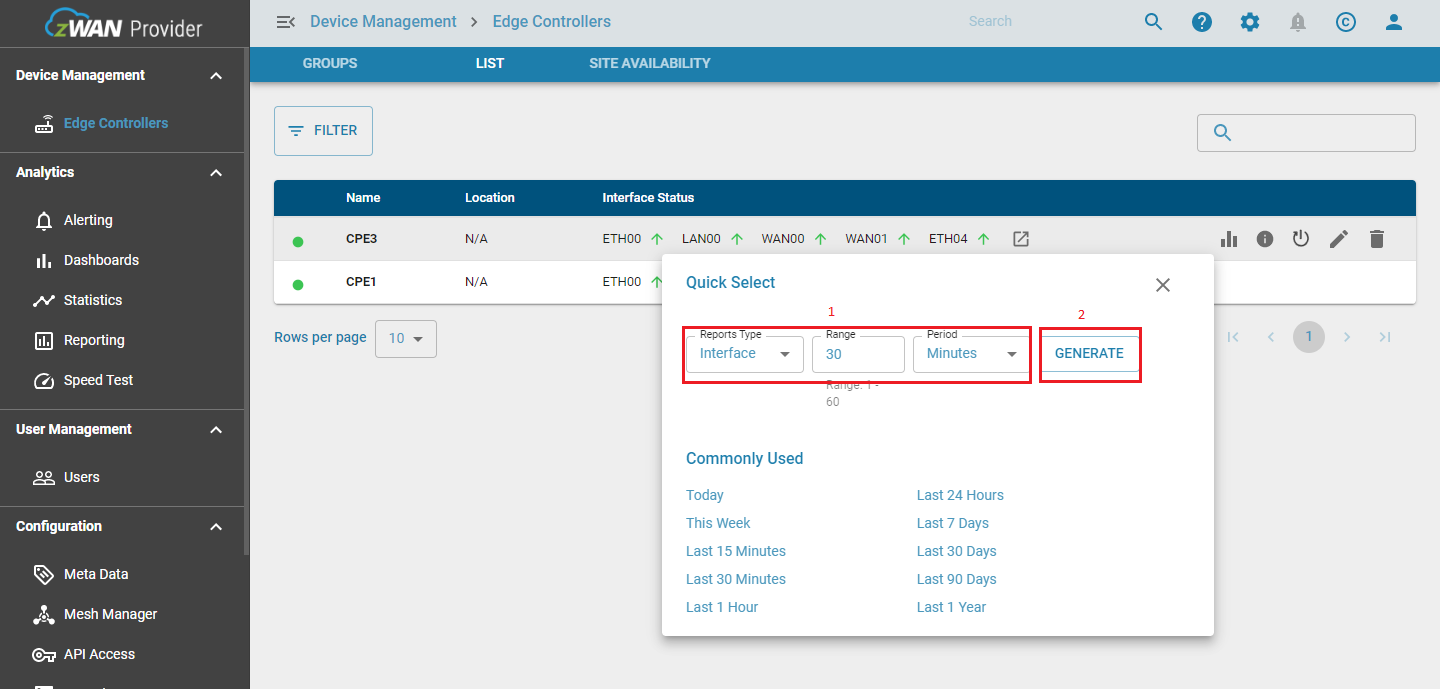 zWAN Provider
Device Management > Edge Controllers
Search
GROUPS LIST SITE AVAILABILITY
Device Management
Edge Controllers
Analytics
Alerting
Dashboards
Statistics
Reporting
Speed Test
User Management
Users
Configuration
Meta Data
Mesh Manager
API Access
FILTER
Name Location Interface Status
CPE3 N/A ETH00 LAN00 WAN00 WAN01 ETH04
CPE1 N/A ETH00
Rows per page 10
1
Quick Select
1 2
Reports Type Range Period
Interface 30 Minutes GENERATE
Range: 1 -
60
Commonly Used
Today Last 24 Hours
This Week Last 7 Days
Last 15 Minutes Last 30 Days
Last 30 Minutes Last 90 Days
Last 1 Hour Last 1 Year